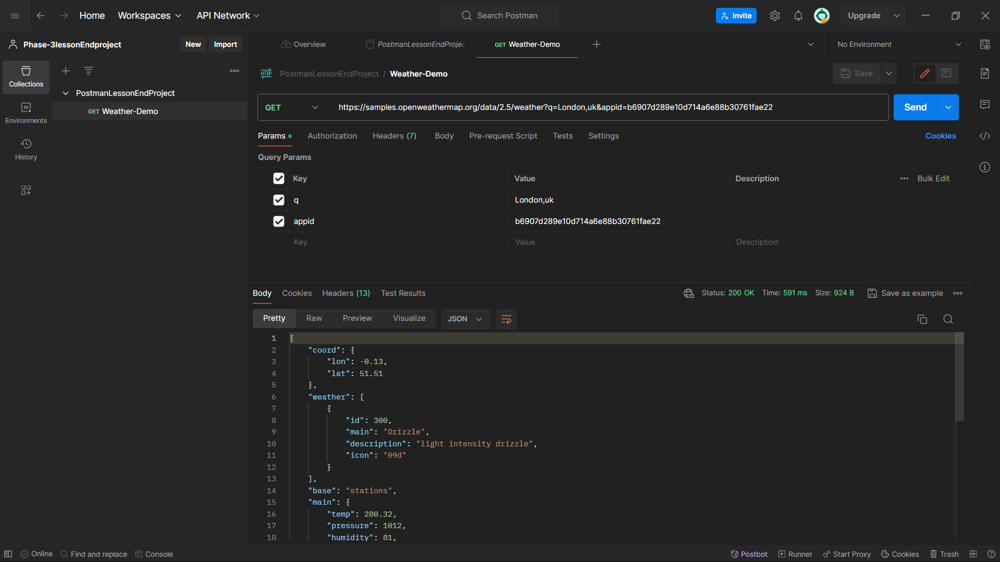 Home Workspaces API Network Search Postman Invite Upgrade
Phase-3lessonEndproject New Import Overview PostmanLessonEndProjec GET Weather-Demo No Environment
Collections
Environments
History
PostmanLessonEndProject
GET Weather-Demo
HTTP PostmanLessonEndProject / Weather-Demo Save
GET https://samples.openweathermap.org/data/2.5/weather?q=London,uk&appid=b6907d289e10d714a6e88b30761fae22 Send
Params Authorization Headers (7) Body Pre-request Script Tests Settings Cookies
Query Params
Key Value Description Bulk Edit
q London,uk
appid b6907d289e10d714a6e88b30761fae22
Key Value Description
Body Cookies Headers (13) Test Results Status: 200 OK Time: 591 ms Size: 924 B Save as example
Pretty Raw Preview Visualize JSON
1 {
2 "coord": {
3 "lon": -0.13,
4 "lat": 51.51
5 },
6 "weather": [
7 {
8 "id": 300,
9 "main": "Drizzle",
10 "description": "light intensity drizzle",
11 "icon": "09d"
12 }
13 ],
14 "base": "stations",
15 "main": {
16 "temp": 280.32,
17 "pressure": 1012,
18 "humidity": 81,
Online Find and replace Console Postbot Runner Start Proxy Cookies Trash